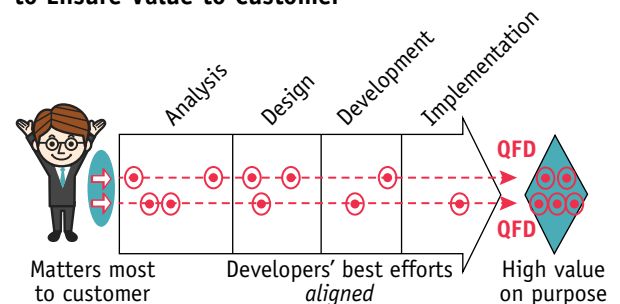 to Ensure Value to Customer
Analysis
Design
Development
Implementation
QFD
QFD
Matters most
to customer
Developers’ best efforts
aligned
High value
on purpose